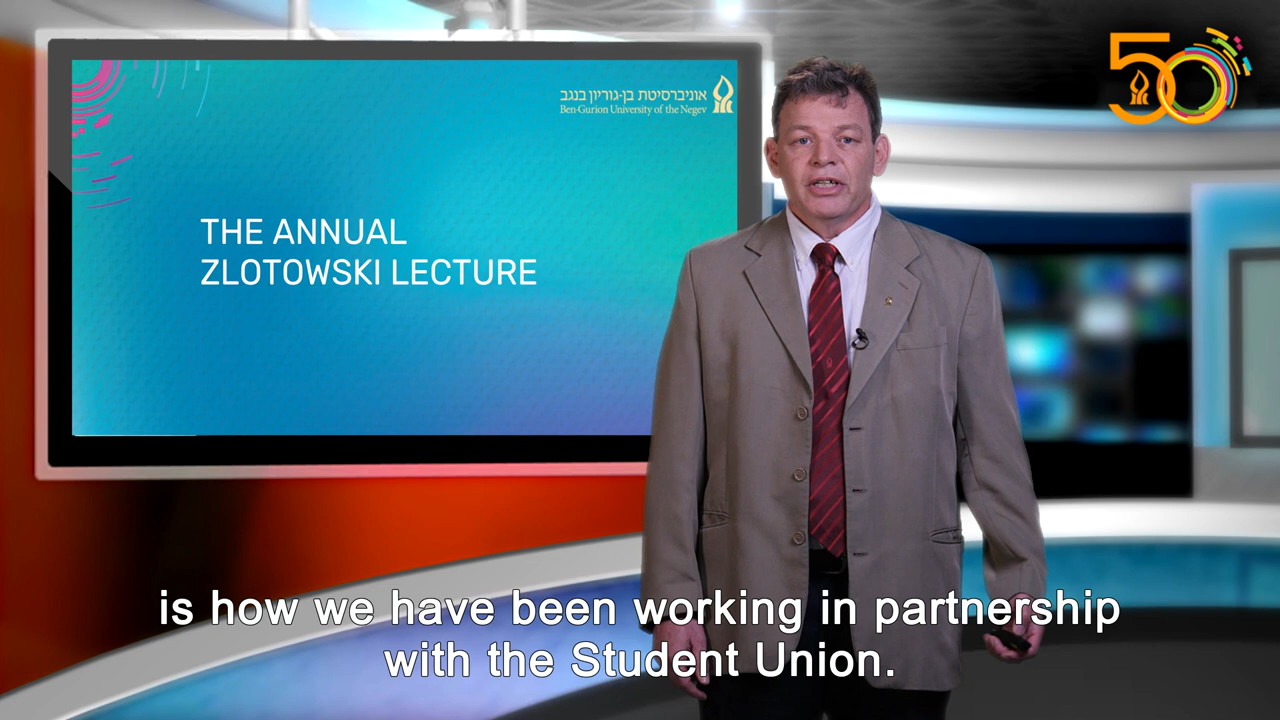 50
אוניברסיטת בן-גוריון בנגב
Ben-Gurion University of the Negev
THE ANNUAL
ZLOTOWSKI LECTURE
is how we have been working in partnership
with the Student Union.